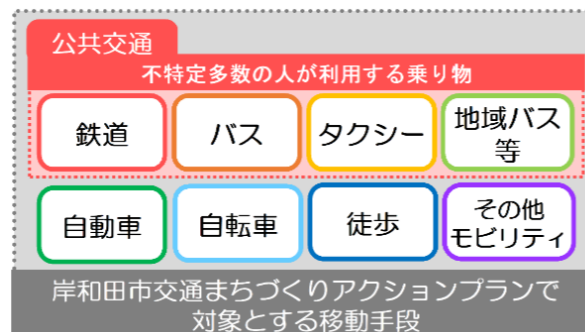 公共交通
不特定多数の人が利用する乗り物
鉄道
バス
タクシー
地域バス
等
自動車
自転車
徒歩
その他
モビリティ
岸和田市交通まちづくりアクションプランで
対象とする移動手段